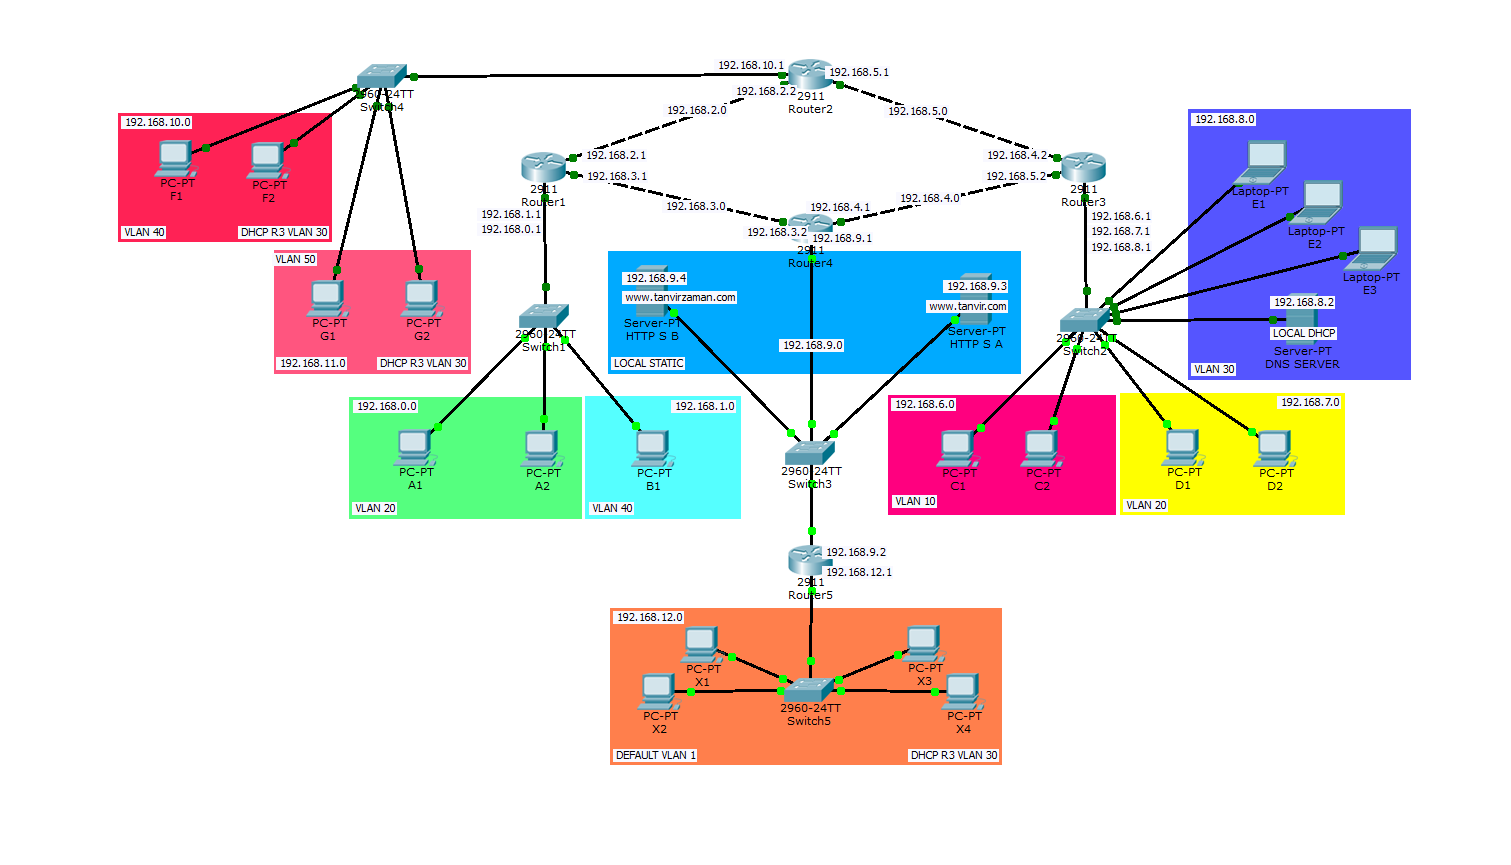 192.168.10.1
192.168.5.1
192.168.2.2
2911
Router2
2960-24TT
Switch4
192.168.2.0
192.168.5.0
192.168.10.0
PC-PT
F1
PC-PT
F2
VLAN 40
DHCP R3 VLAN 30
192.168.2.1
192.168.3.1
2911
Router1
192.168.4.2
192.168.5.2
2911
Router3
192.168.3.0
192.168.4.0
192.168.4.1
192.168.3.2
192.168.9.1
2911
Router4
192.168.1.1
192.168.0.1
192.168.6.1
192.168.7.1
192.168.8.1
192.168.8.0
Laptop-PT
E1
Laptop-PT
E2
Laptop-PT
E3
192.168.8.2
LOCAL DHCP
Server-PT
DNS SERVER
VLAN 30
VLAN 50
PC-PT
G1
PC-PT
G2
192.168.11.0
DHCP R3 VLAN 30
2960-24TT
Switch1
192.168.9.4
www.tanvirzaman.com
Server-PT
HTTP S B
192.168.9.3
www.tanvir.com
Server-PT
HTTP S A
192.168.9.0
LOCAL STATIC
2960-24TT
Switch2
192.168.0.0
PC-PT
A1
PC-PT
A2
VLAN 20
192.168.1.0
PC-PT
B1
VLAN 40
2960-24TT
Switch3
192.168.6.0
PC-PT
C1
PC-PT
C2
VLAN 10
192.168.7.0
PC-PT
D1
PC-PT
D2
VLAN 20
192.168.9.2
192.168.12.1
2911
Router5
192.168.12.0
PC-PT
X1
PC-PT
X3
PC-PT
X2
2960-24TT
Switch5
PC-PT
X4
DEFAULT VLAN 1
DHCP R3 VLAN 30